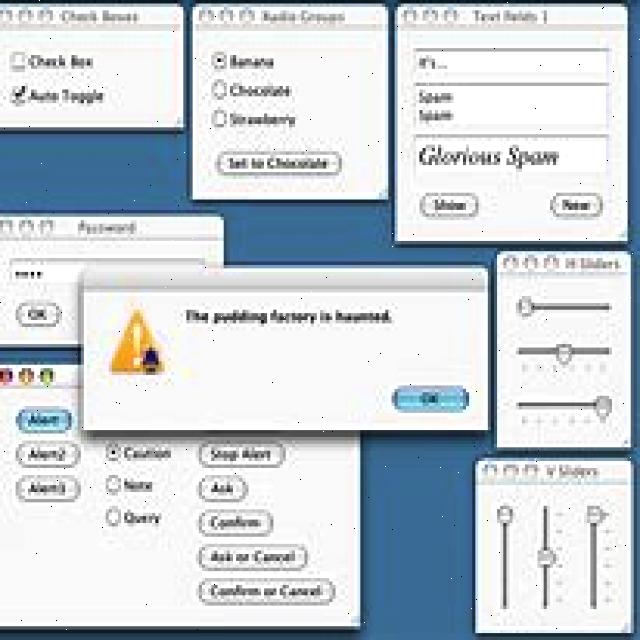 Check Boxes
Check Box
Auto Toggle
Radio Groups
Banana
Chocolate
Strawberry
Set to Chocolate
Text fields 1
It's...
Spam
Spam
Glorious Spam
Show
New
Password
OK
The pudding factory is haunted.
OK
H Sliders
Alert
Alert2
Alert3
Caution
Note
Query
Stop Alert
Ask
Confirm
Ask or Cancel
Confirm or Cancel
V Sliders